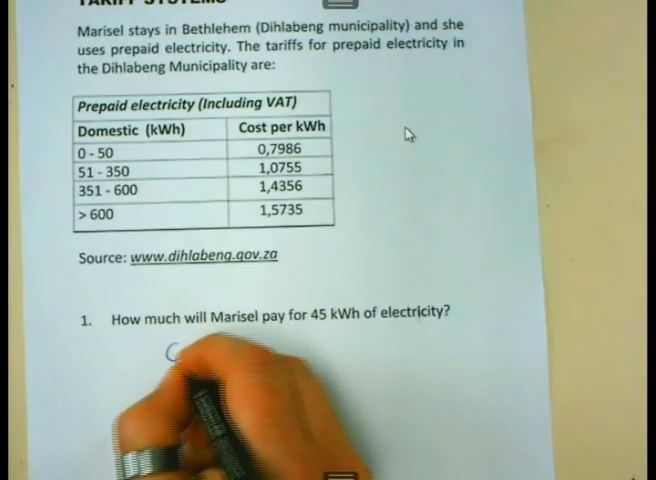 TARIFF SYSTEMS
Marisel stays in Bethlehem (Dihlabeng municipality) and she
uses prepaid electricity. The tariffs for prepaid electricity in
the Dihlabeng Municipality are:
Prepaid electricity (Including VAT)
Domestic (kWh) Cost per kWh
0 - 50 0,7986
51 - 350 1,0755
351 - 600 1,4356
> 600 1,5735
Source: www.dihlabeng.gov.za
1. How much will Marisel pay for 45 kWh of electricity?